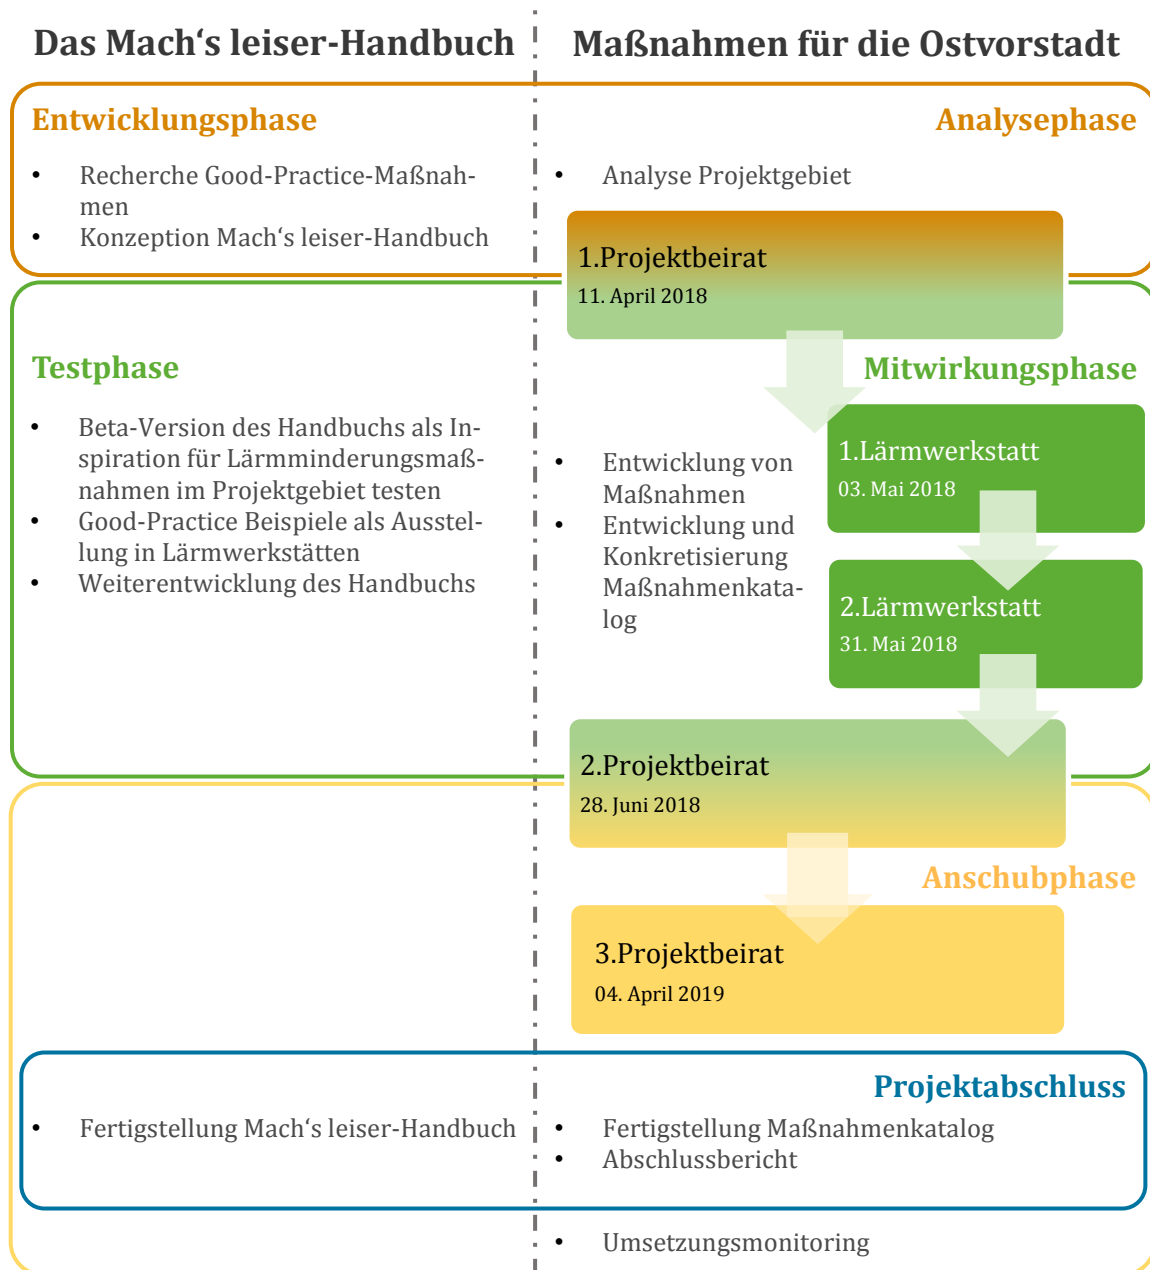 Das Mach‘s leiser-Handbuch
Maßnahmen für die Ostvorstadt
Entwicklungsphase
• Recherche Good-Practice-Maßnah-
men
• Konzeption Mach‘s leiser-Handbuch
Analysephase
• Analyse Projektgebiet
1.Projektbeirat
11. April 2018
Testphase
• Beta-Version des Handbuchs als In-
spiration für Lärmminderungsmaß-
nahmen im Projektgebiet testen
• Good-Practice Beispiele als Ausstel-
lung in Lärmwerkstätten
• Weiterentwicklung des Handbuchs
Mitwirkungsphase
• Entwicklung von
Maßnahmen
• Entwicklung und
Konkretisierung
Maßnahmenkata-
log
1.Lärmwerkstatt
03. Mai 2018
2.Lärmwerkstatt
31. Mai 2018
2.Projektbeirat
28. Juni 2018
Anschubphase
3.Projektbeirat
04. April 2019
Projektabschluss
• Fertigstellung Mach‘s leiser-Handbuch
• Fertigstellung Maßnahmenkatalog
• Abschlussbericht
• Umsetzungsmonitoring